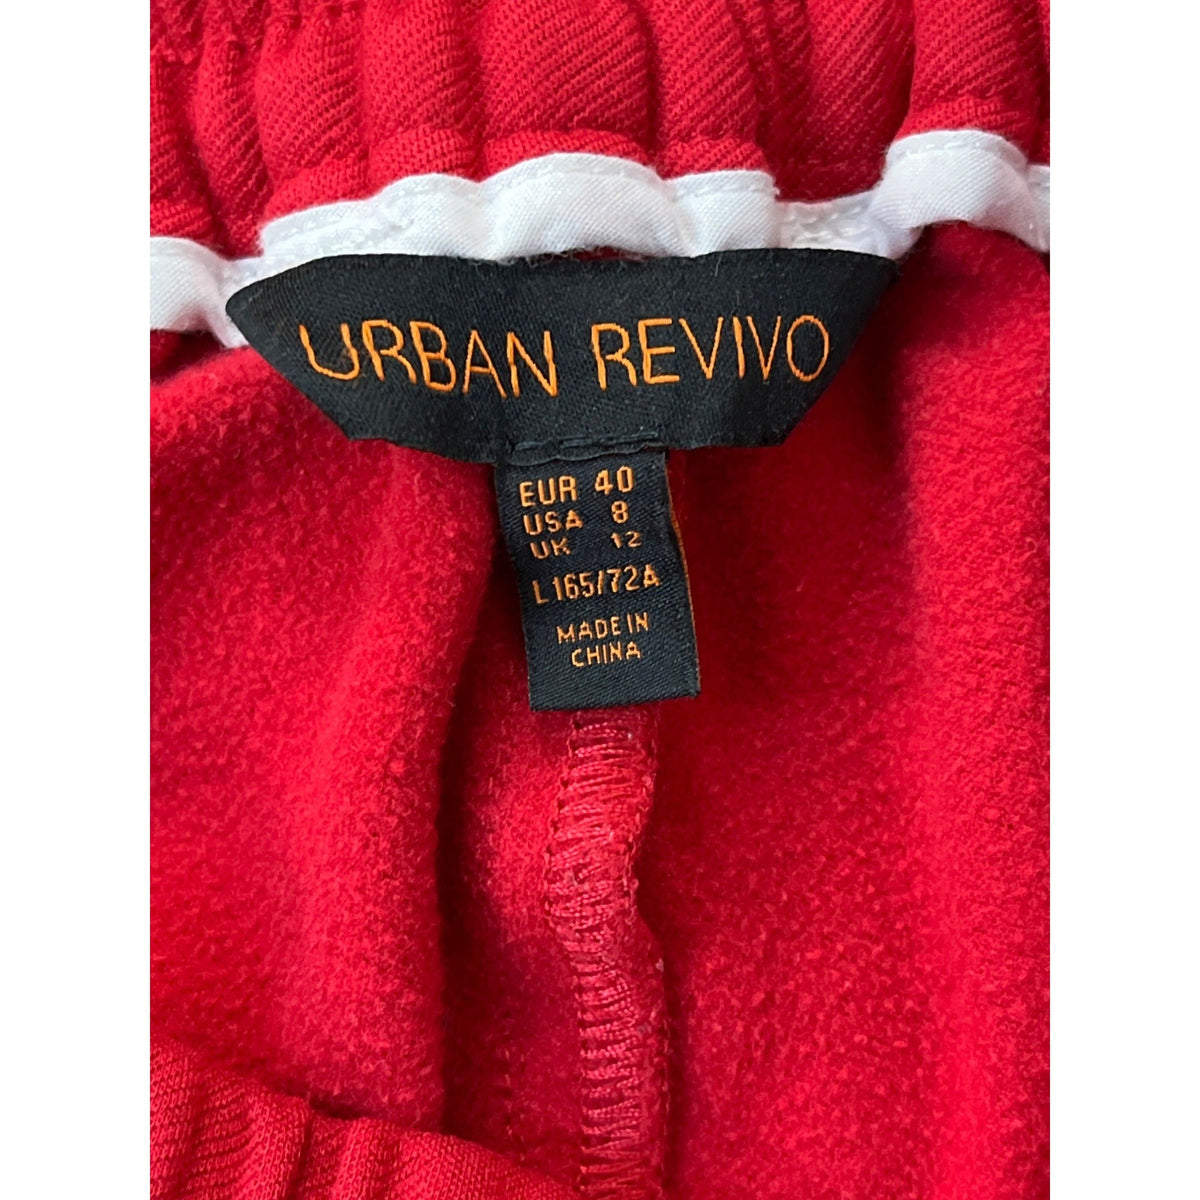 URBAN REVIVO
EUR 40
USA 8
UK 12
L165/72A
MADE IN
CHINA